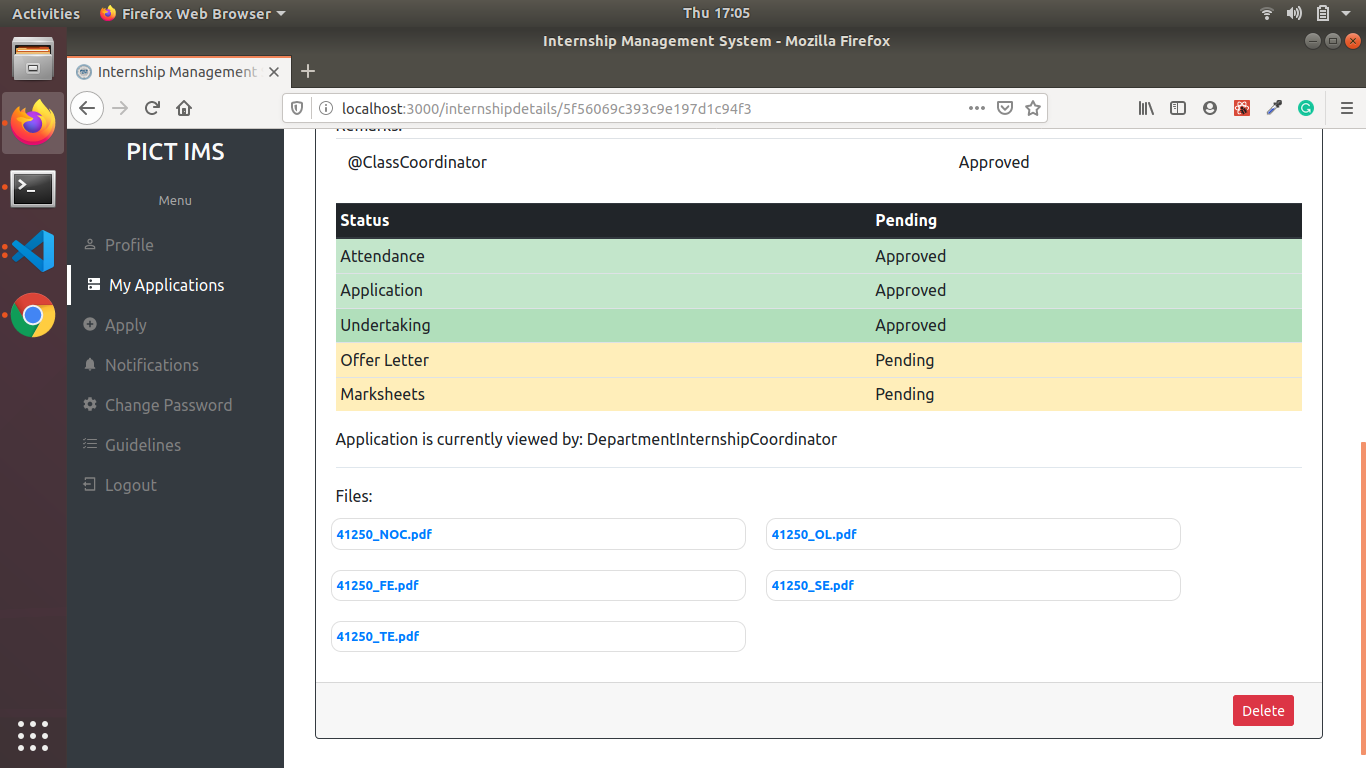 Activities Firefox Web Browser Thu 17:05
Internship Management System - Mozilla Firefox
Internship Management
localhost:3000/internshipdetails/5f56069c393c9e197d1c94f3
PICT IMS
Menu
Profile
My Applications
Apply
Notifications
Change Password
Guidelines
Logout
Remarks:
@ClassCoordinator Approved
Status Pending
Attendance Approved
Application Approved
Undertaking Approved
Offer Letter Pending
Marksheets Pending
Application is currently viewed by: DepartmentInternshipCoordinator
Files:
41250_NOC.pdf 41250_OL.pdf
41250_FE.pdf 41250_SE.pdf
41250_TE.pdf
Delete